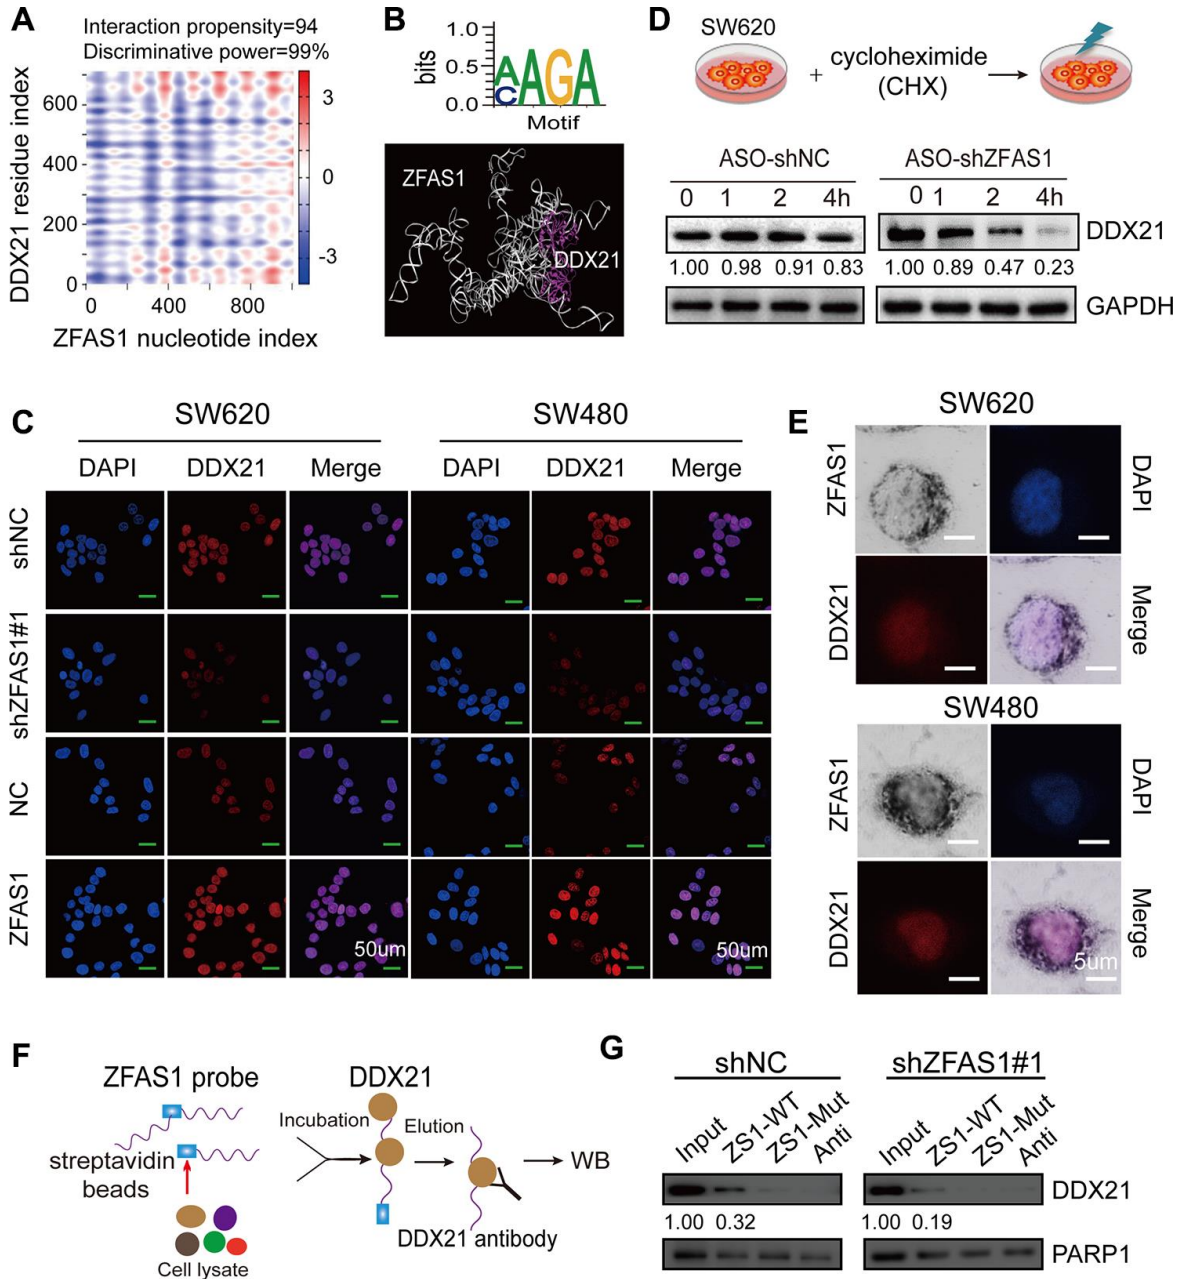 A
Interaction propensity=94
Discriminative power=99%
DDX21 residue index
600
400
200
0
3
0
-3
0
400
800
ZFAS1 nucleotide index
B
bits
1.0
0.5
0.0
A
C
AGA
Motif
ZFAS1
DDX21
D
SW620
+
cycloheximide
(CHX)
ASO-shNC
ASO-shZFAS1
0 1 2 4h
0 1 2 4h
DDX21
1.00 0.98 0.91 0.83
1.00 0.89 0.47 0.23
GAPDH
C
SW620
SW480
DAPI DDX21 Merge
DAPI DDX21 Merge
shNC
shZFAS1#1
NC
ZFAS1
50um
50um
E
SW620
ZFAS1
DAPI
DDX21
Merge
SW480
ZFAS1
DAPI
DDX21
Merge
5um
F
ZFAS1 probe
streptavidin
beads
Cell lysate
Incubation
DDX21
Elution
DDX21 antibody
WB
G
shNC
shZFAS1#1
Input
ZS1-WT
ZS1-Mut
Anti
Input
ZS1-WT
ZS1-Mut
Anti
DDX21
1.00 0.32
1.00 0.19
PARP1